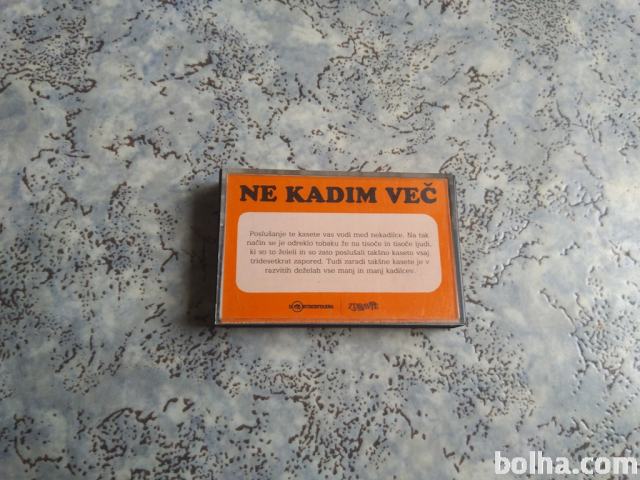 NE KADIM VEČ
Poslušanje te kasete vas vodi med nekadilce. Na tak
način se je odreklo tobaku že na tisoče in tisoče ljudi,
ki so to želeli in so zato poslušali takšno kaseto vsaj
tridesetkrat zapored. Tudi zaradi takšne kasete je v
razvitih deželah vse manj in manj kadilcev.
zdravje
bolha.com